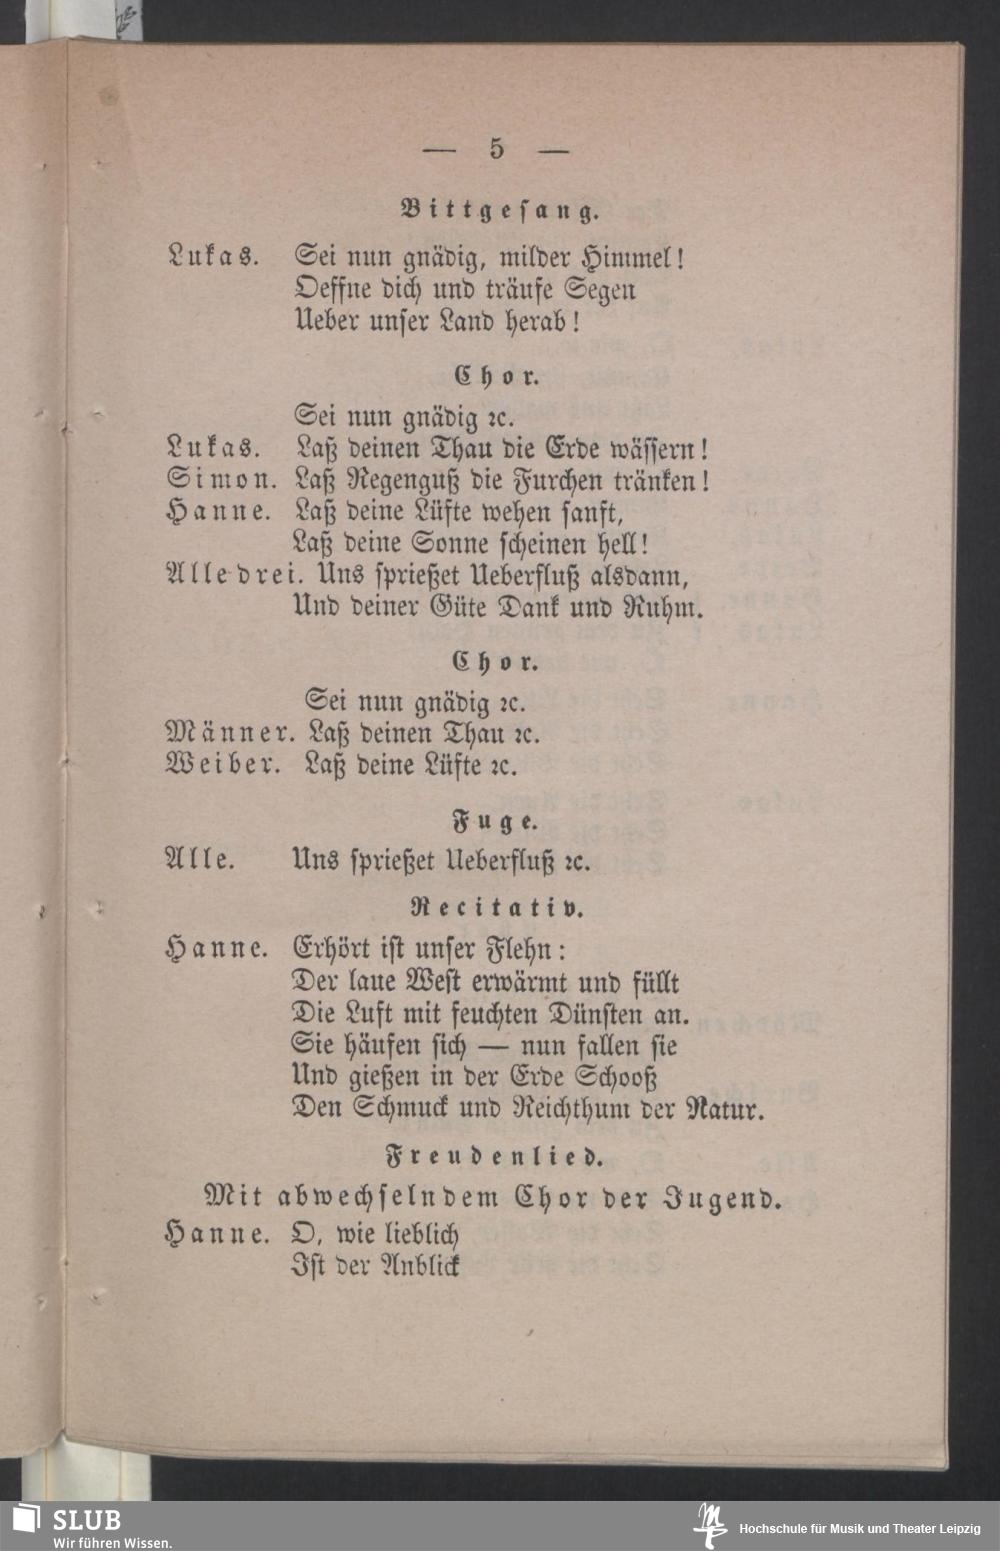 — 5 —
Bittgesang.
Lukas. Sei nun gnädig, milder Himmel!
Oeffne dich und träufe Segen
Ueber unser Land herab!
Chor.
Sei nun gnädig ꝛc.
Lukas. Laß deinen Thau die Erde wässern!
Simon. Laß Regenguß die Furchen tränken!
Hanne. Laß deine Lüfte wehen sanft,
Laß deine Sonne scheinen hell!
Alle drei. Uns sprießet Ueberfluß alsdann,
Und deiner Güte Dank und Ruhm.
Chor.
Sei nun gnädig ꝛc.
Männer. Laß deinen Thau ꝛc.
Weiber. Laß deine Lüfte ꝛc.
Fuge.
Alle. Uns sprießet Ueberfluß ꝛc.
Recitativ.
Hanne. Erhört ist unser Flehn:
Der laue West erwärmt und füllt
Die Luft mit feuchten Dünsten an.
Sie häufen sich — nun fallen sie
Und gießen in der Erde Schooß
Den Schmuck und Reichthum der Natur.
Freudenlied.
Mit abwechselndem Chor der Jugend.
Hanne. O, wie lieblich
Ist der Anblick
SLUB
Wir führen Wissen.
Hochschule für Musik und Theater Leipzig